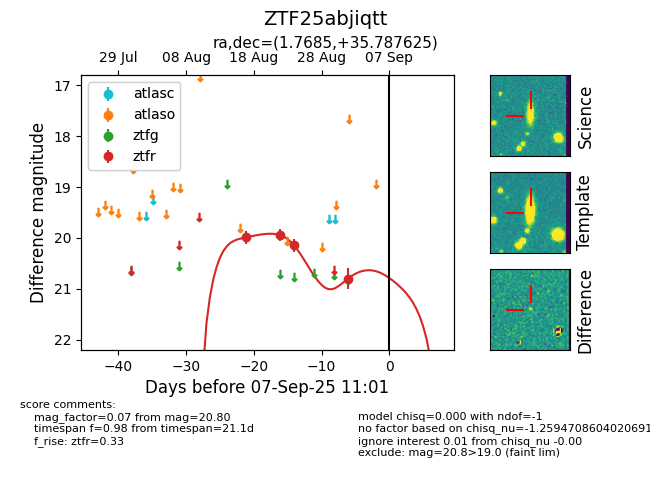 ZTF25abjiqtt
ra,dec=(1.7685,+35.787625)
29 Jul 08 Aug 18 Aug 28 Aug 07 Sep
17
18
19
20
21
22
Difference magnitude
atlasc
atlaso
ztfg
ztfr
−40 −30 −20 −10 0
Days before 07-Sep-25 11:01
Science
Template
Difference
score comments:
mag_factor=0.07 from mag=20.80
timespan f=0.98 from timespan=21.1d
f_rise: ztfr=0.33
model chisq=0.000 with ndof=-1
no factor based on chisq_nu=-1.2594708604020691
ignore interest 0.01 from chisq_nu -0.00
exclude: mag=20.8>19.0 (faint lim)